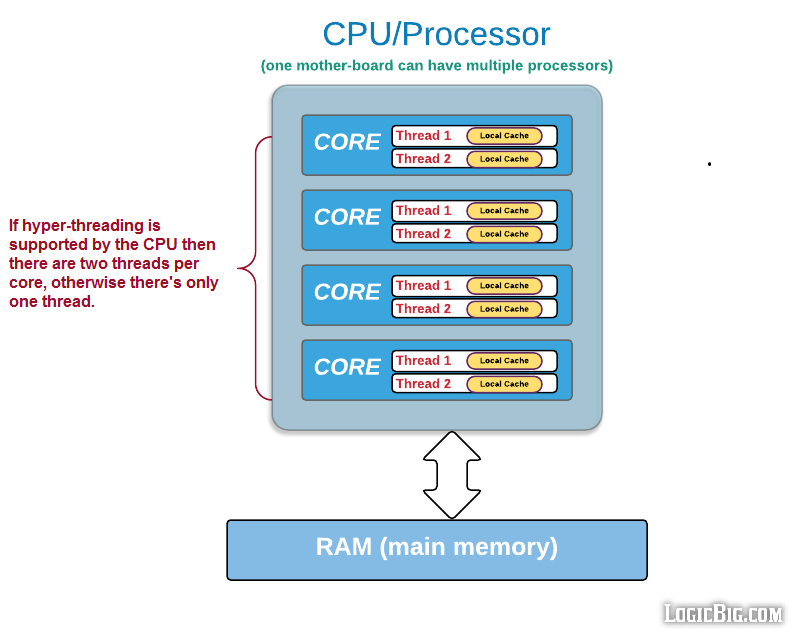 CPU/Processor
(one mother-board can have multiple processors)
CORE
Thread 1 Local Cache
Thread 2 Local Cache
CORE
Thread 1 Local Cache
Thread 2 Local Cache
CORE
Thread 1 Local Cache
Thread 2 Local Cache
CORE
Thread 1 Local Cache
Thread 2 Local Cache
If hyper-threading is
supported by the CPU then
there are two threads per
core, otherwise there's only
one thread.
RAM (main memory)
LogicBig.com